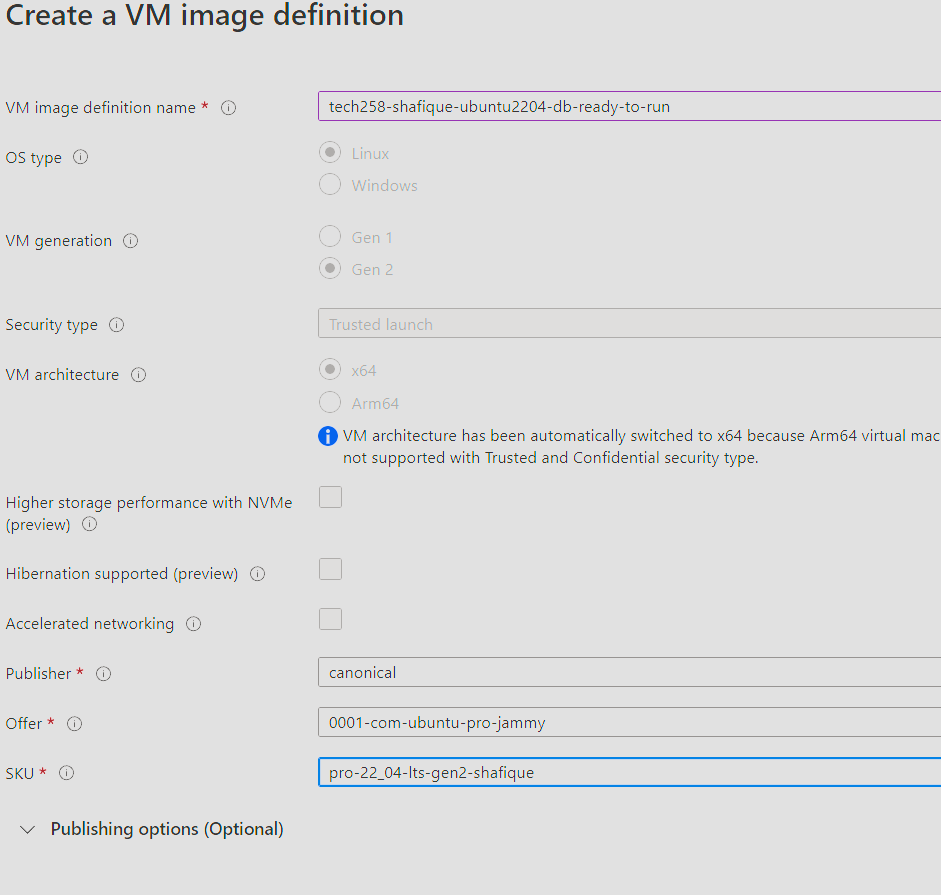 Create a VM image definition
VM image definition name *
tech258-shafique-ubuntu2204-db-ready-to-run
OS type
Linux
Windows
VM generation
Gen 1
Gen 2
Security type
Trusted launch
VM architecture
x64
Arm64
VM architecture has been automatically switched to x64 because Arm64 virtual mac
not supported with Trusted and Confidential security type.
Higher storage performance with NVMe
(preview)
Hibernation supported (preview)
Accelerated networking
Publisher *
canonical
Offer *
0001-com-ubuntu-pro-jammy
SKU *
pro-22_04-lts-gen2-shafique
Publishing options (Optional)